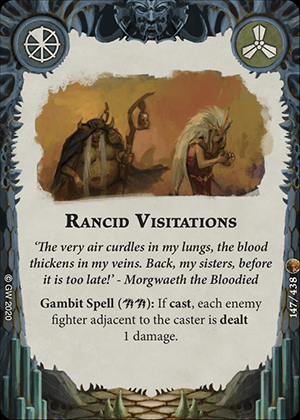 RANCID VISITATIONS
‘The very air curdles in my lungs, the blood
thickens in my veins. Back, my sisters, before
it is too late!’ - Morgwaeth the Bloodied
Gambit Spell (): If cast, each enemy
fighter adjacent to the caster is dealt
1 damage.
© GW 2020
147/438